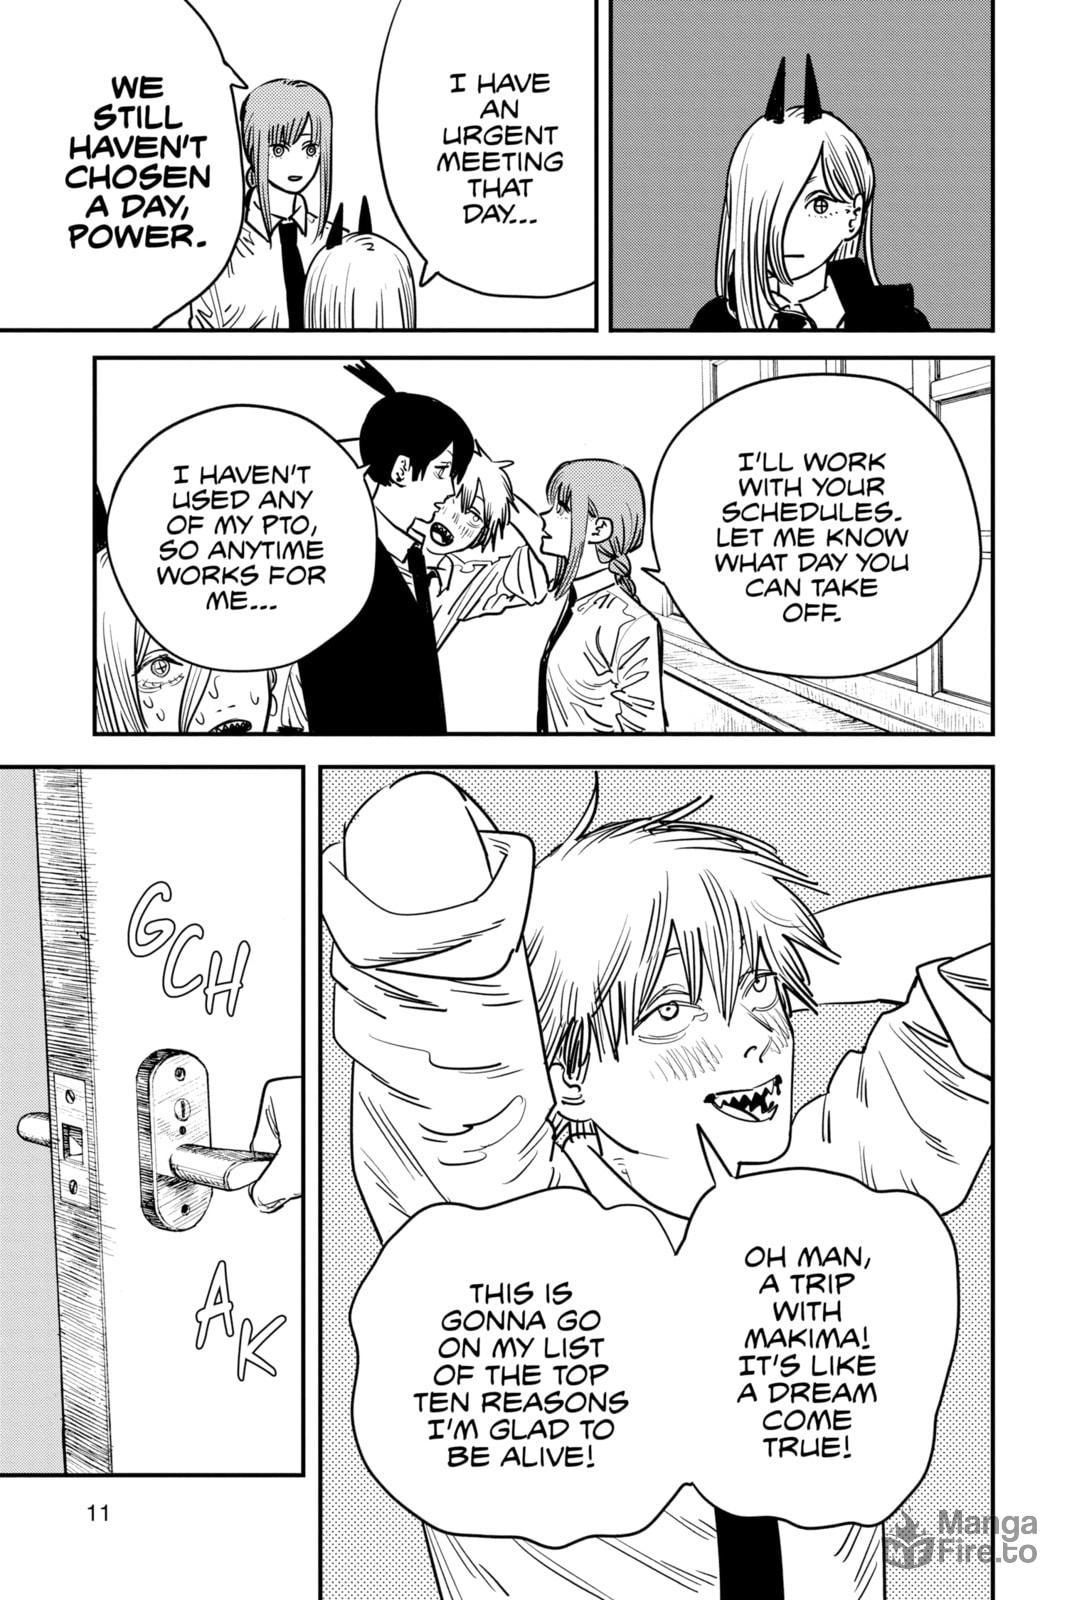 I HAVE
AN
URGENT
MEETING
THAT
DAY...
WE
STILL
HAVEN'T
CHOSEN
A DAY,
POWER.
I'LL WORK
WITH YOUR
SCHEDULES.
LET ME KNOW
WHAT DAY YOU
CAN TAKE
OFF.
I HAVEN'T
USED ANY
OF MY PTO,
SO ANYTIME
WORKS FOR
ME...
OH MAN,
A TRIP
WITH
MAKIMA!
IT'S LIKE
A DREAM
COME
TRUE!
THIS IS
GONNA GO
ON MY LIST
OF THE TOP
TEN REASONS
I'M GLAD TO
BE ALIVE!
GCH
AK
11
Manga
Fire.to